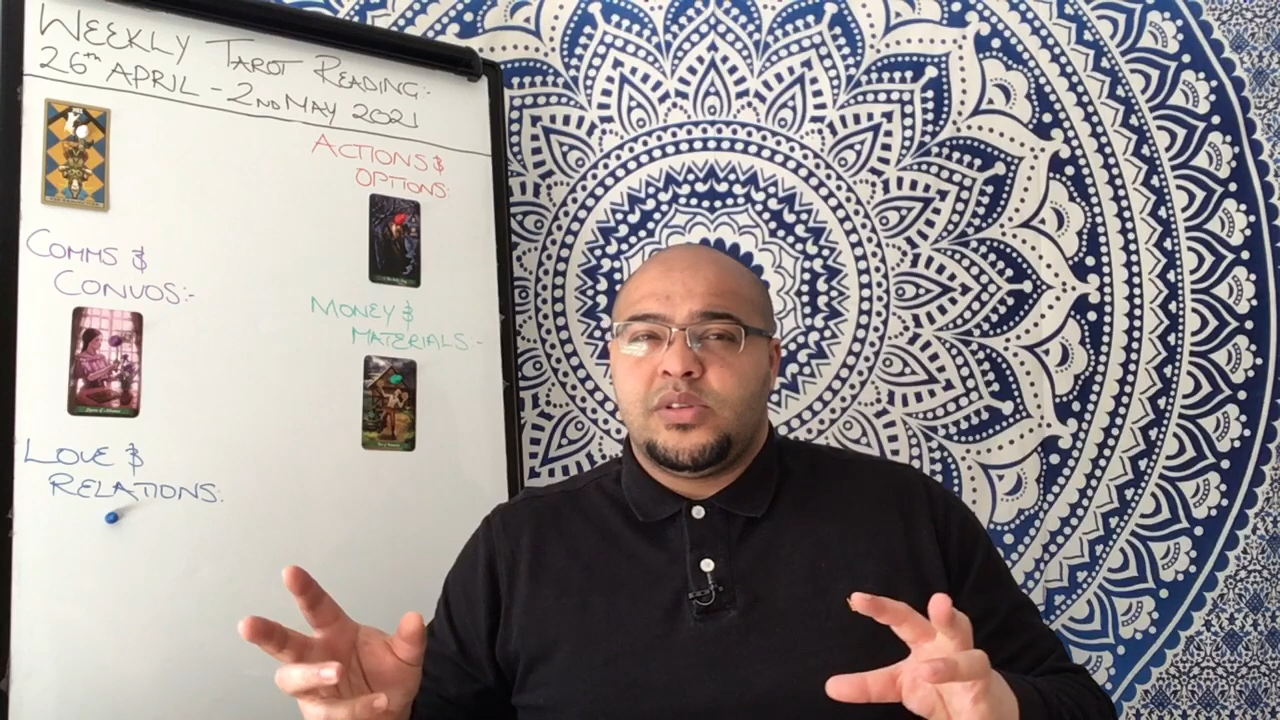 WEEKLY TAROT READING:-
26th APRIL - 2ND MAY 2021
ACTIONS &
OPTIONS:
COMMS &
CONVOS:-
MONEY &
MATERIALS:-
LOVE &
RELATIONS: